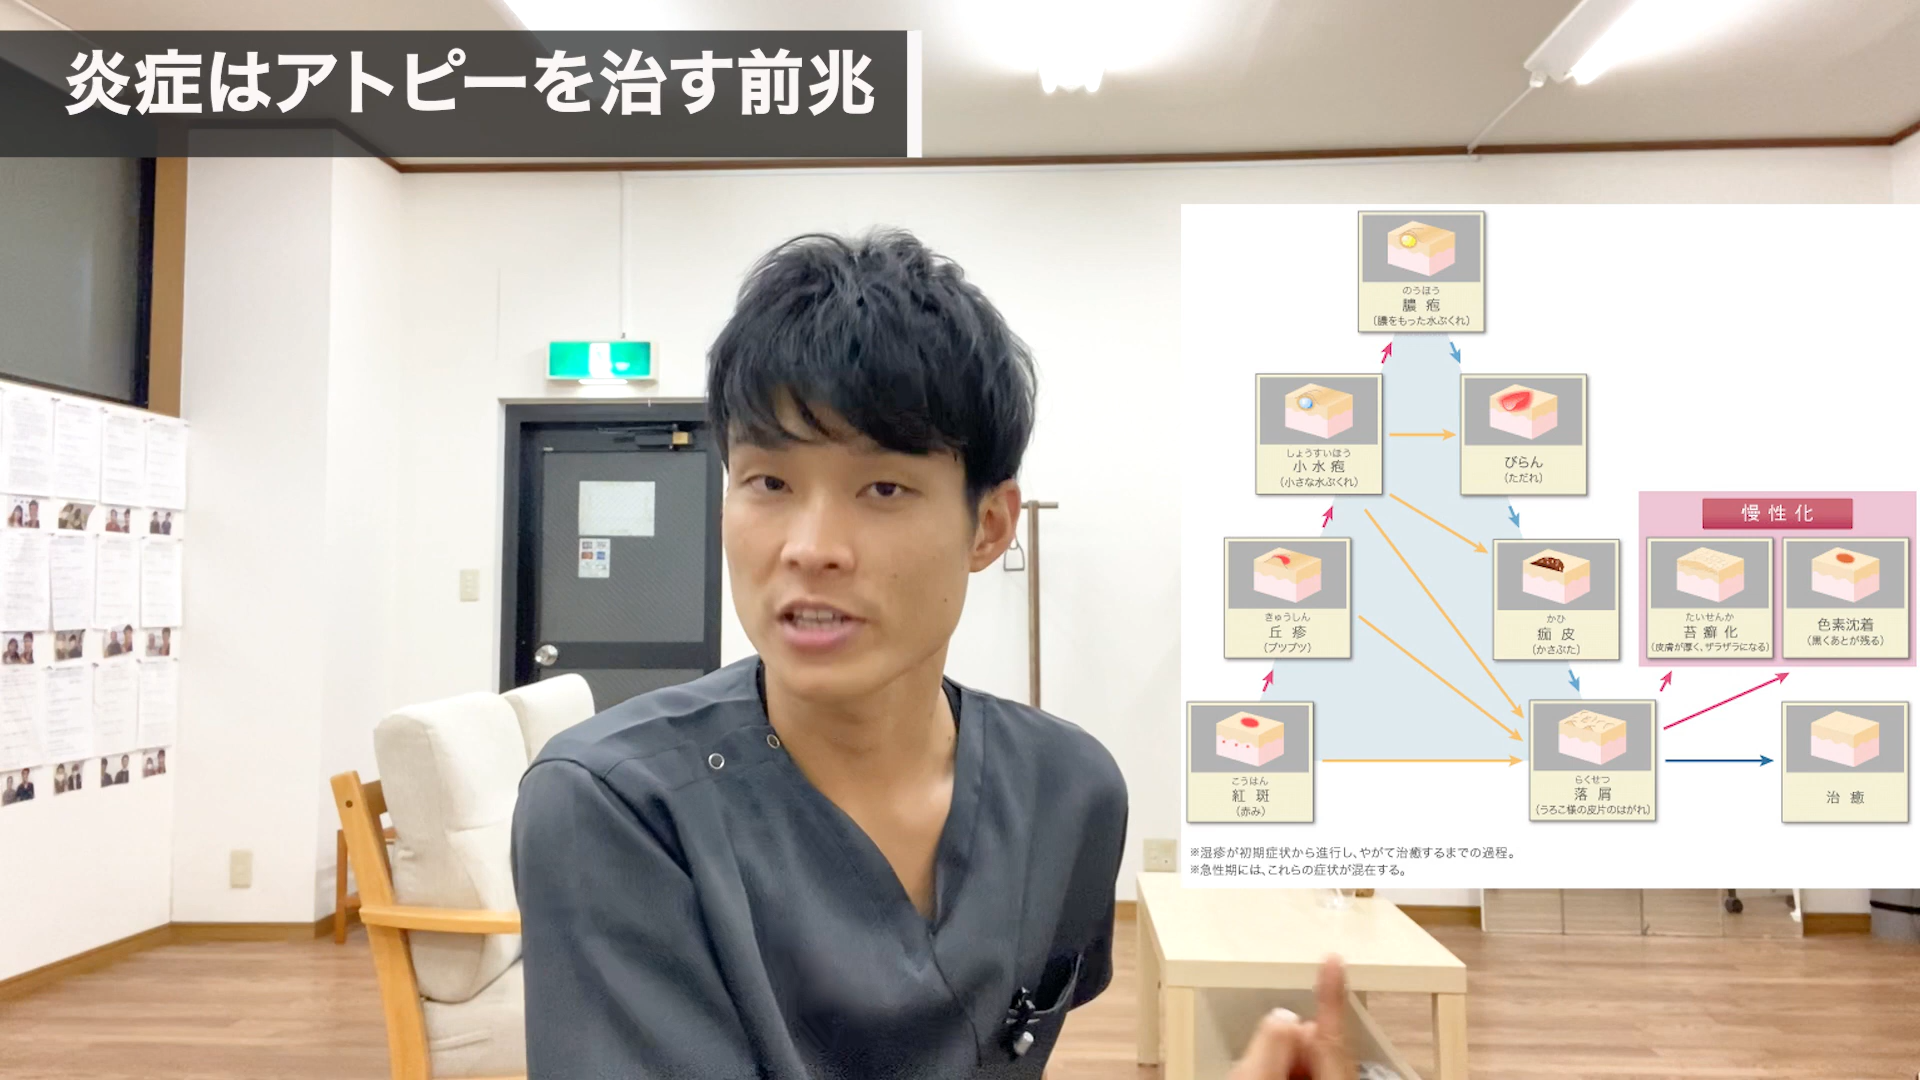 炎症はアトピーを治す前兆
のうほう
膿疱
(膿をもった水ぶくれ)
しょうすいほう
小水疱
(小さな水ぶくれ)
びらん
(ただれ)
慢性化
きゅうしん
丘疹
(ブツブツ)
かひ
痂皮
(かさぶた)
たいせんか
苔癬化
(皮膚が厚く、ザラザラになる)
色素沈着
(黒くあとが残る)
こうはん
紅斑
(赤み)
らくせつ
落屑
(うろこ様の皮片のはがれ)
治癒
※湿疹が初期症状から進行し、やがて治癒するまでの過程。
※急性期には、これらの症状が混在する。